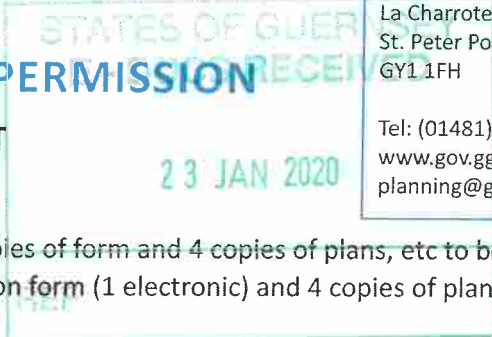 STATES OF GUERNSEY
RECEIVED
PERMISSION
23 JAN 2020
La Charrote
St. Peter Po
GY1 1FH
Tel: (01481)
www.gov.gg
planning@g
ies of form and 4 copies of plans, etc to b
on form (1 electronic) and 4 copies of plan